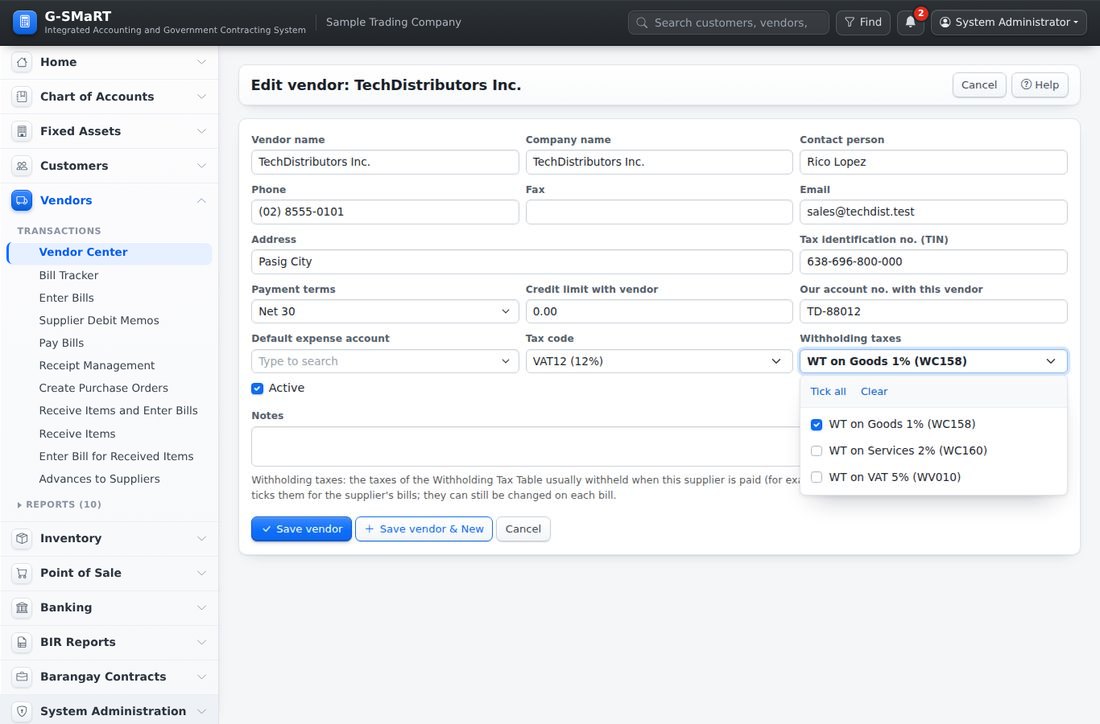 G-SMaRT
Integrated Accounting and Government Contracting System
Sample Trading Company
Search customers, vendors,
Find
2
System Administrator
Home
Chart of Accounts
Fixed Assets
Customers
Vendors
TRANSACTIONS
Vendor Center
Bill Tracker
Enter Bills
Supplier Debit Memos
Pay Bills
Receipt Management
Create Purchase Orders
Receive Items and Enter Bills
Receive Items
Enter Bill for Received Items
Advances to Suppliers
REPORTS (10)
Inventory
Point of Sale
Banking
BIR Reports
Barangay Contracts
System Administration
Edit vendor: TechDistributors Inc.
Cancel
Help
Vendor name
Company name
Contact person
TechDistributors Inc.
TechDistributors Inc.
Rico Lopez
Phone
Fax
Email
(02) 8555-0101
sales@techdist.test
Address
Tax identification no. (TIN)
Pasig City
638-696-800-000
Payment terms
Credit limit with vendor
Our account no. with this vendor
Net 30
0.00
TD-88012
Default expense account
Tax code
Withholding taxes
Type to search
VAT12 (12%)
WT on Goods 1% (WC158)
Active
Tick all
Clear
WT on Goods 1% (WC158)
WT on Services 2% (WC160)
WT on VAT 5% (WV010)
Notes
Withholding taxes: the taxes of the Withholding Tax Table usually withheld when this supplier is paid (for exa
ticks them for the supplier's bills; they can still be changed on each bill.
Save vendor
Save vendor & New
Cancel